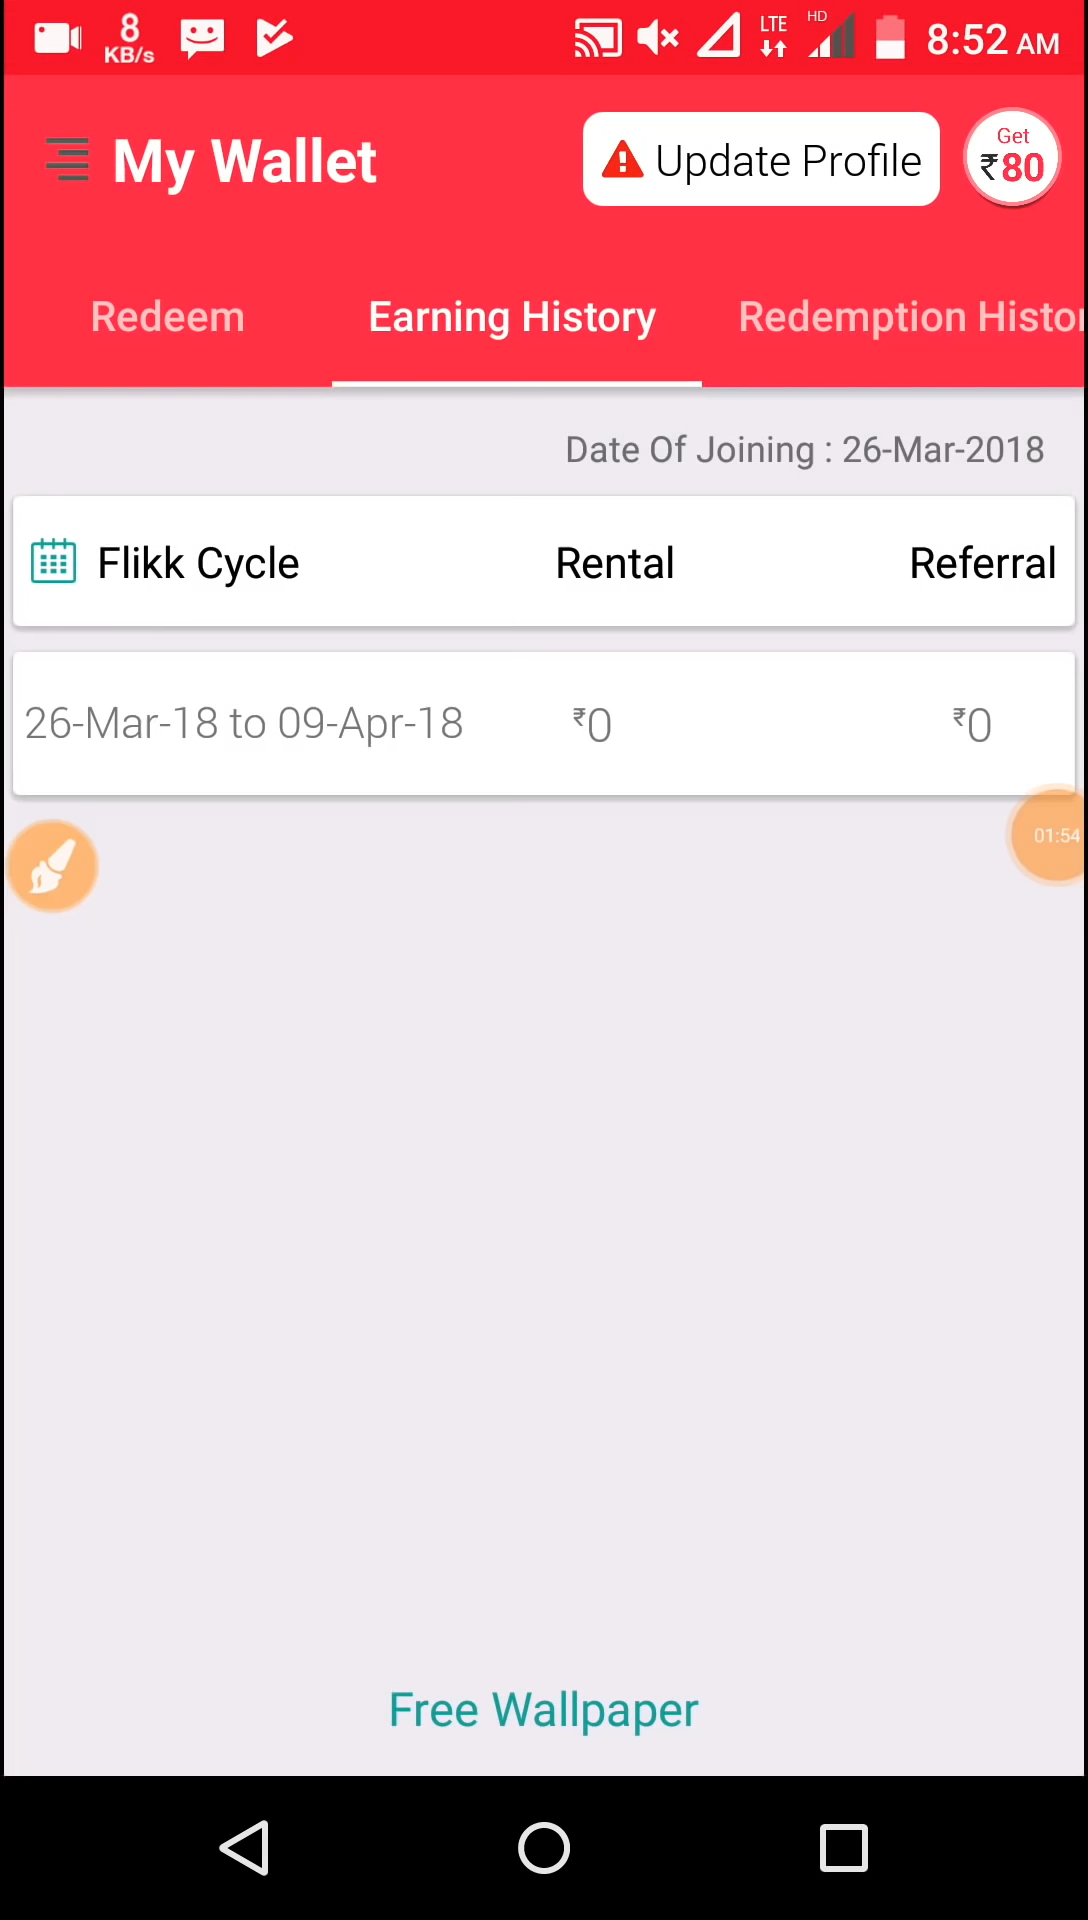 8
KB/s
LTE
HD
8:52 AM
My Wallet
Update Profile
Get
₹80
Redeem
Earning History
Redemption Histor
Date Of Joining : 26-Mar-2018
Flikk Cycle
Rental
Referral
26-Mar-18 to 09-Apr-18
₹0
₹0
01:54
Free Wallpaper